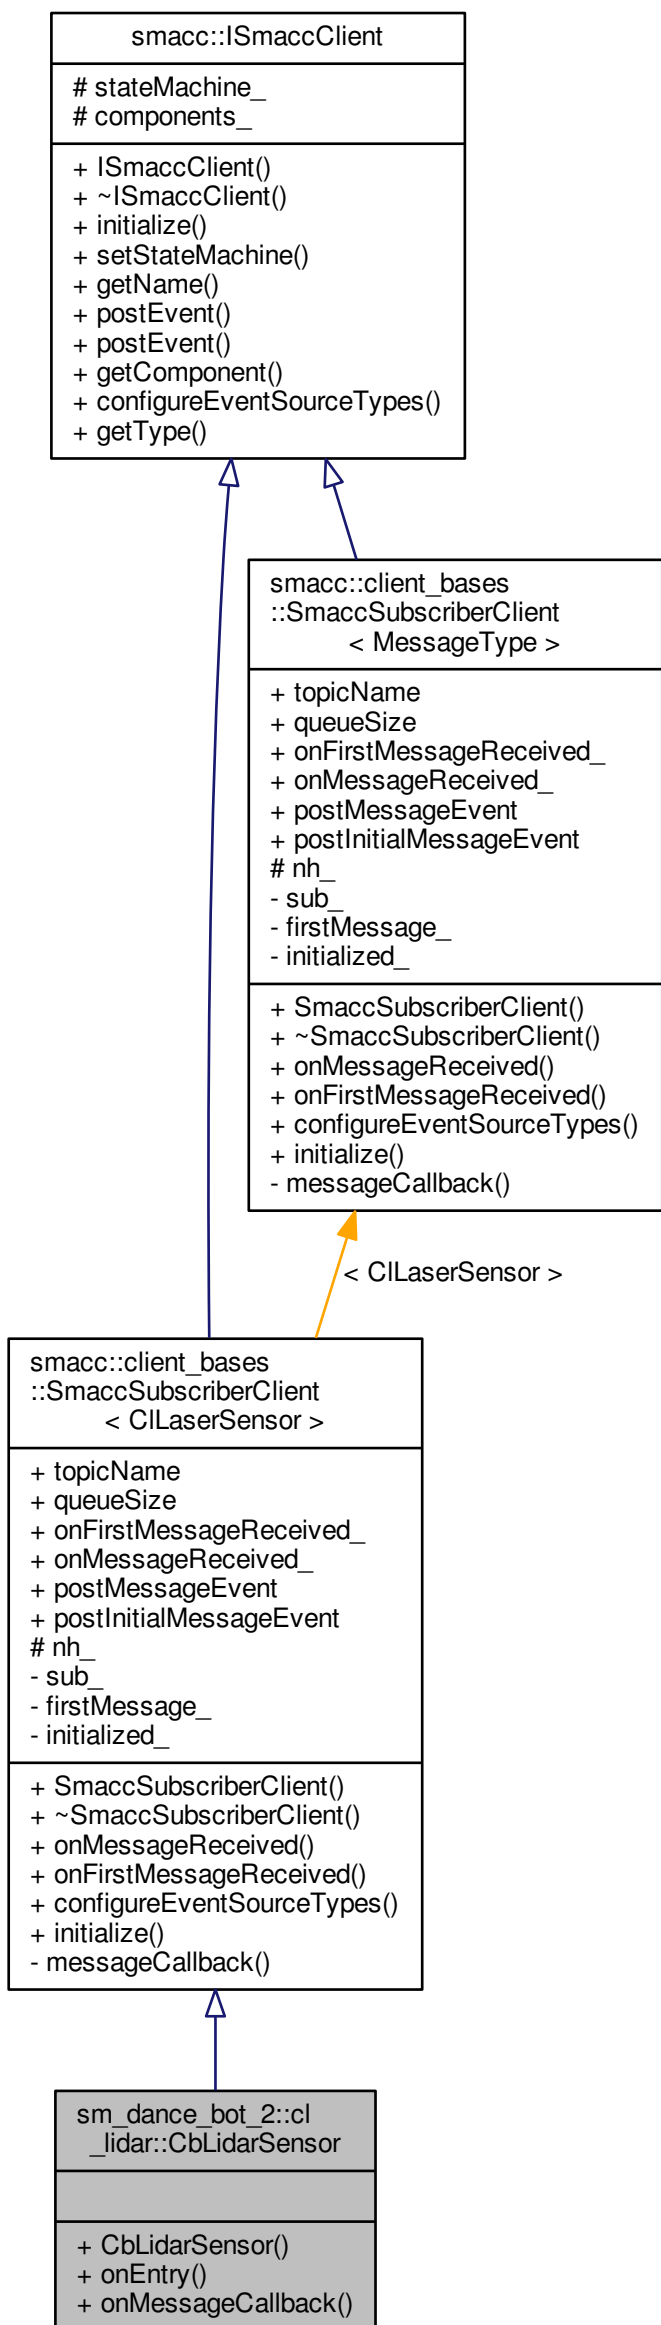 smacc::ISmaccClient
# stateMachine_
# components_
+ ISmaccClient()
+ ~ISmaccClient()
+ initialize()
+ setStateMachine()
+ getName()
+ postEvent()
+ postEvent()
+ getComponent()
+ configureEventSourceTypes()
+ getType()
smacc::client_bases
::SmaccSubscriberClient
< MessageType >
+ topicName
+ queueSize
+ onFirstMessageReceived_
+ onMessageReceived_
+ postMessageEvent
+ postInitialMessageEvent
# nh_
- sub_
- firstMessage_
- initialized_
+ SmaccSubscriberClient()
+ ~SmaccSubscriberClient()
+ onMessageReceived()
+ onFirstMessageReceived()
+ configureEventSourceTypes()
+ initialize()
- messageCallback()
< ClLaserSensor >
smacc::client_bases
::SmaccSubscriberClient
< ClLaserSensor >
+ topicName
+ queueSize
+ onFirstMessageReceived_
+ onMessageReceived_
+ postMessageEvent
+ postInitialMessageEvent
# nh_
- sub_
- firstMessage_
- initialized_
+ SmaccSubscriberClient()
+ ~SmaccSubscriberClient()
+ onMessageReceived()
+ onFirstMessageReceived()
+ configureEventSourceTypes()
+ initialize()
- messageCallback()
sm_dance_bot_2::cl
_lidar::CbLidarSensor
+ CbLidarSensor()
+ onEntry()
+ onMessageCallback()